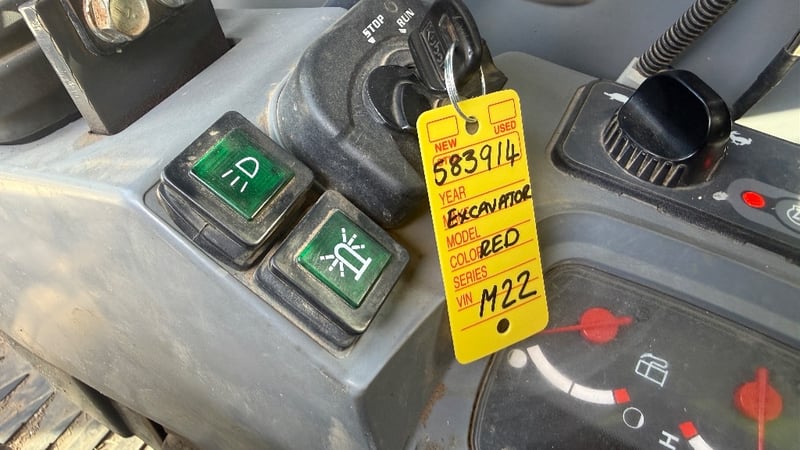 STOP
RUN
NEW
USED
583914
YEAR
EXCAVATOR
MODEL
COLOR RED
SERIES
VIN M22
H